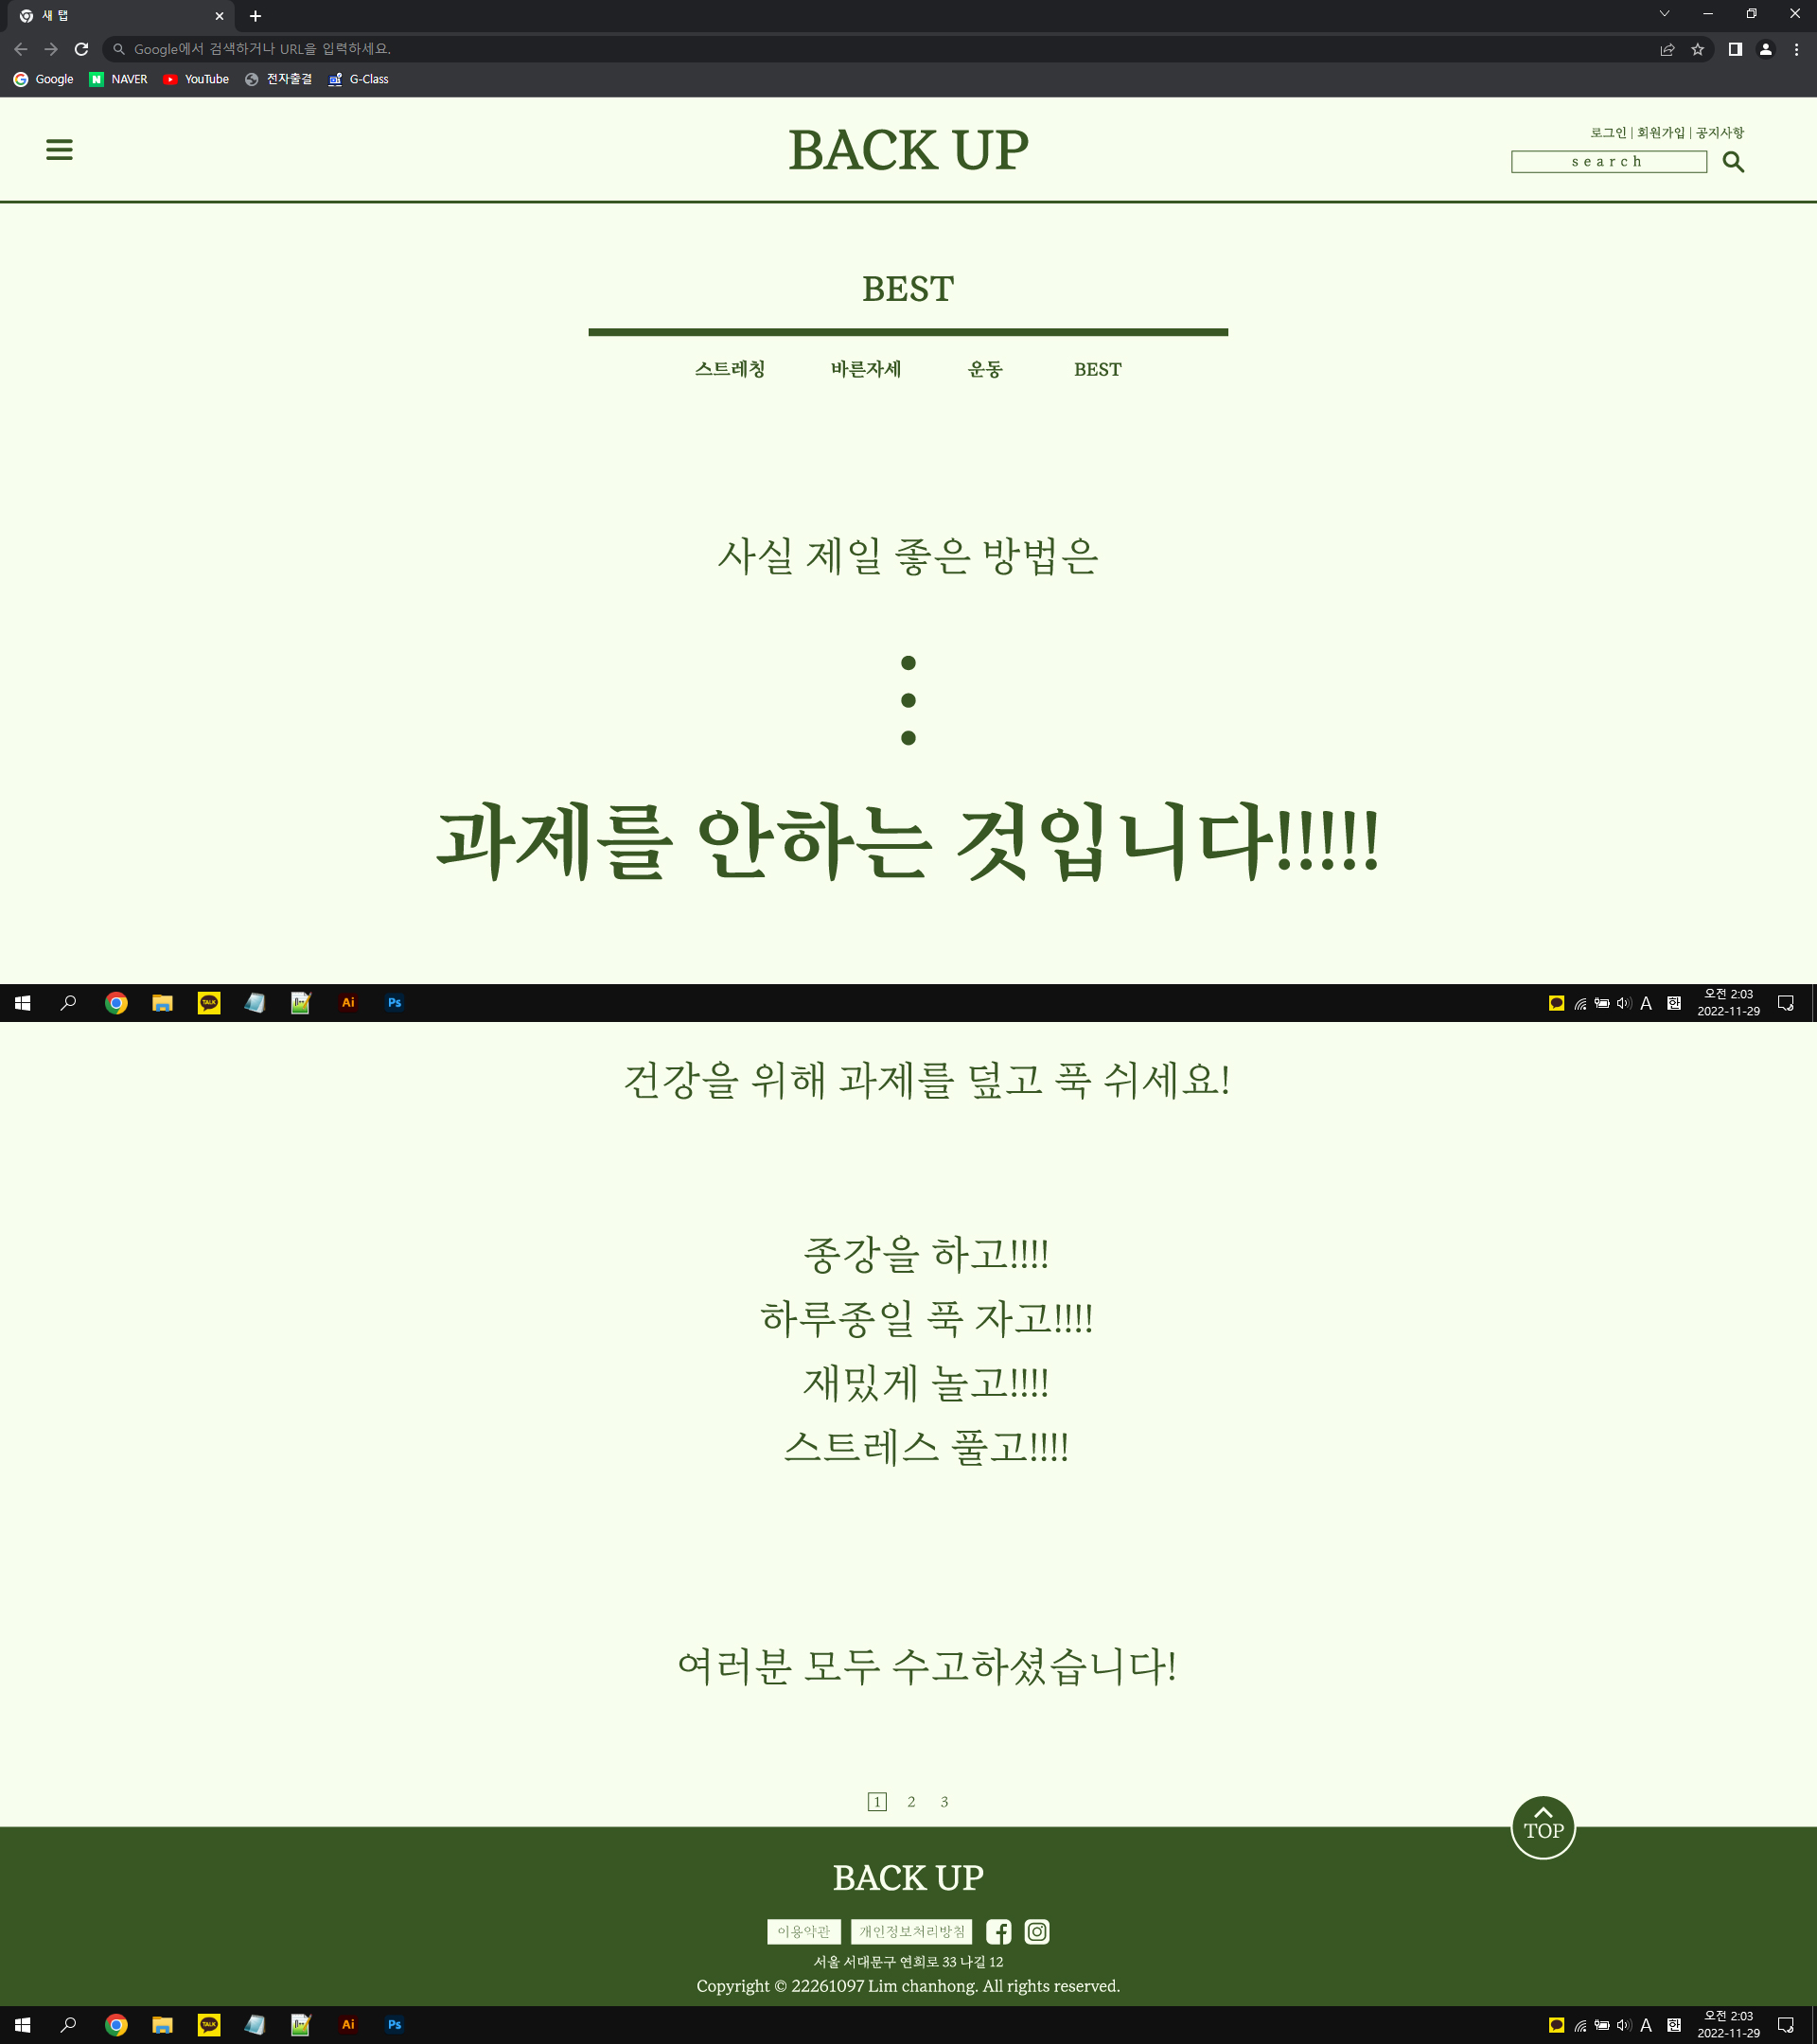 새 탭
Google에서 검색하거나 URL을 입력하세요.
Google NAVER YouTube 전자출결 G-Class
BACK UP
로그인 | 회원가입 | 공지사항
search
BEST
스트레칭 바른자세 운동 BEST
사실 제일 좋은 방법은
과제를 안하는 것입니다!!!!!
TALK Ai Ps
A 한 오전 2:03
2022-11-29
건강을 위해 과제를 덮고 푹 쉬세요!
종강을 하고!!!!
하루종일 푹 자고!!!!
재밌게 놀고!!!!
스트레스 풀고!!!!
여러분 모두 수고하셨습니다!
1 2 3
TOP
BACK UP
이용약관 개인정보처리방침
서울 서대문구 연희로 33 나길 12
Copyright © 22261097 Lim chanhong. All rights reserved.
TALK Ai Ps
A 한 오전 2:03
2022-11-29